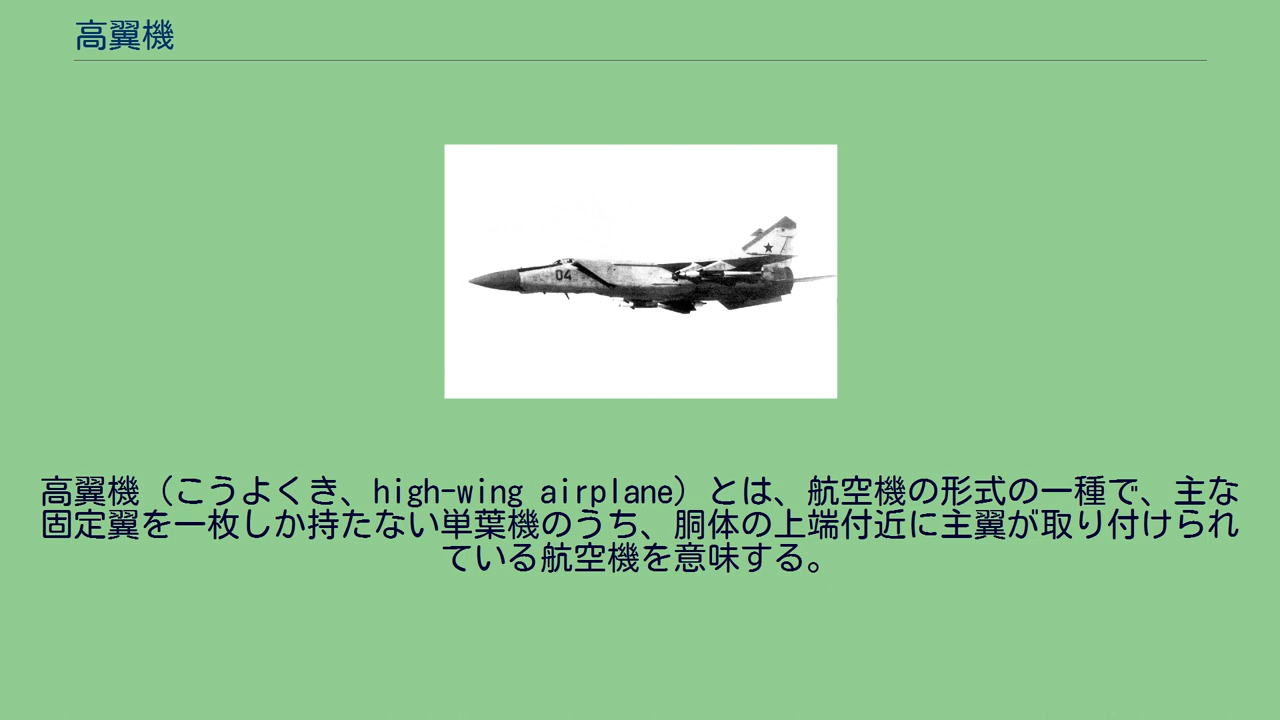 高翼機
04
高翼機（こうよくき、high-wing airplane）とは、航空機の形式の一種で、主な
固定翼を一枚しか持たない単葉機のうち、胴体の上端付近に主翼が取り付けられ
ている航空機を意味する。